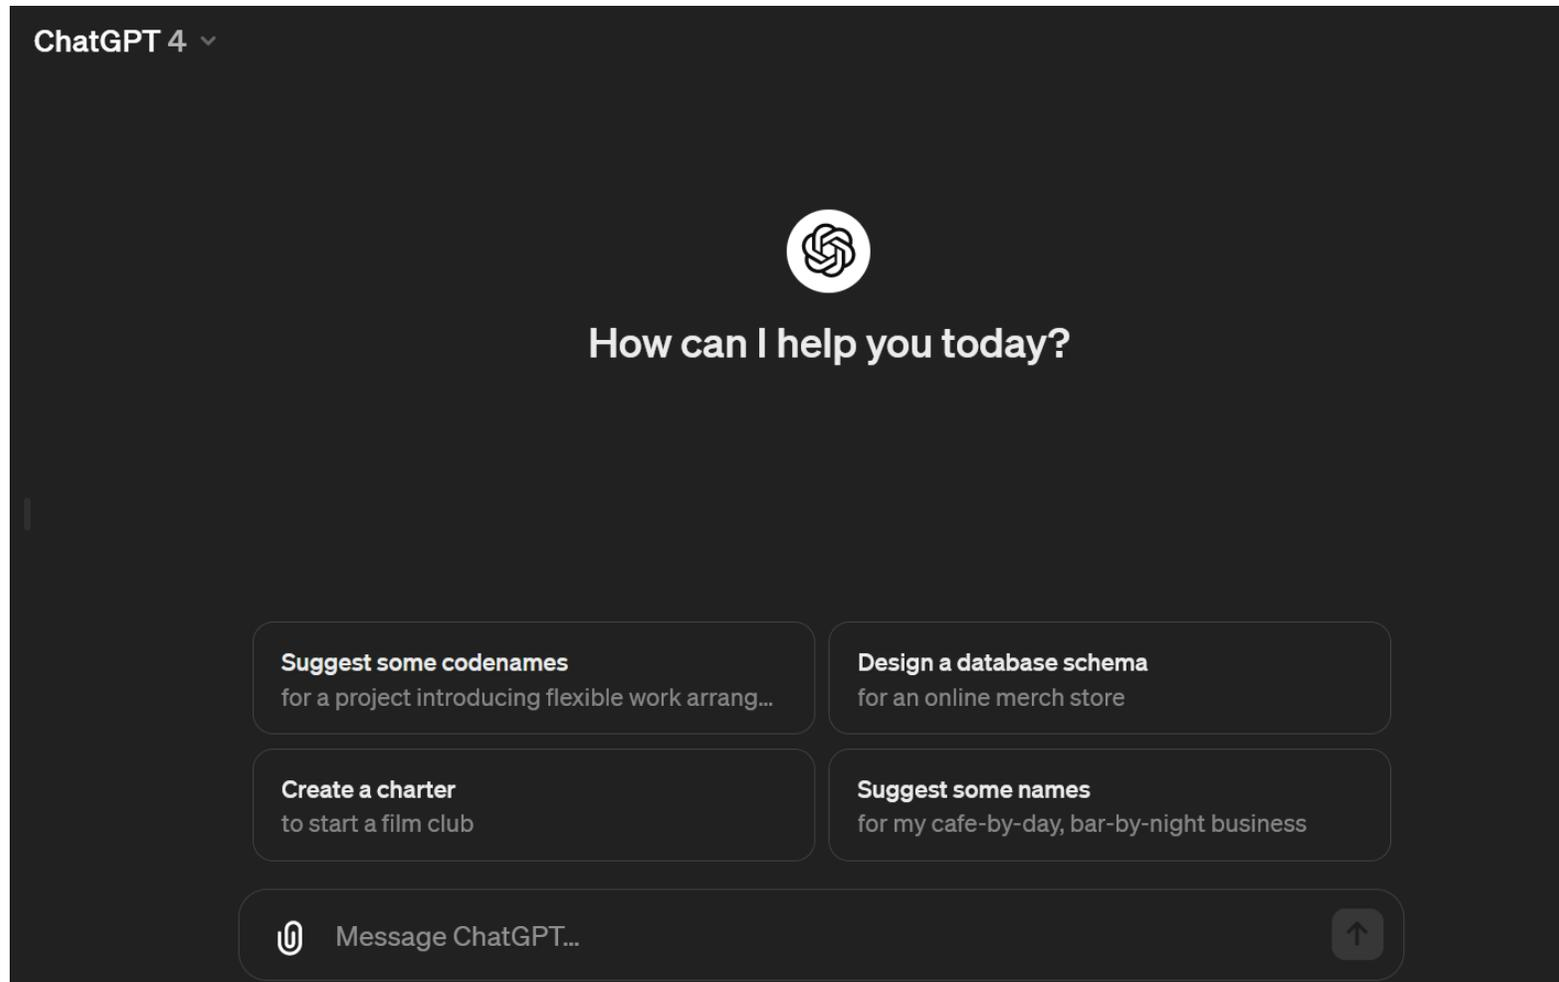 ChatGPT 4
How can I help you today?
Suggest some codenames
for a project introducing flexible work arrang...
Design a database schema
for an online merch store
Create a charter
to start a film club
Suggest some names
for my cafe-by-day, bar-by-night business
Message ChatGPT...